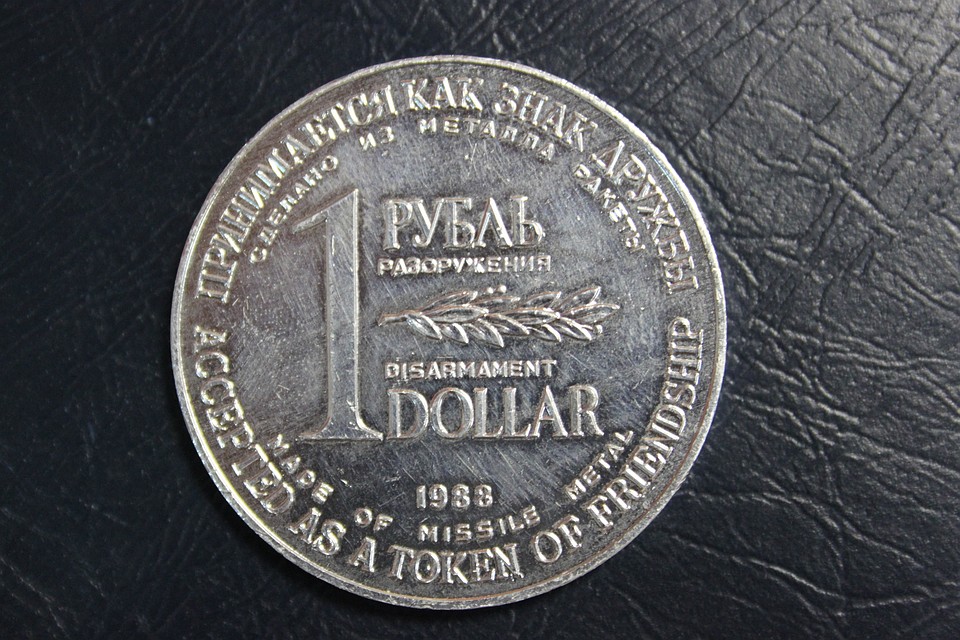 ПРИНИМАЕТСЯ КАК ЗНАК ДРУЖБЫ
СДЕЛАНО ИЗ МЕТАЛЛА РАКЕТЫ
1 РУБЛЬ
РАЗОРУЖЕНИЯ
DISARMAMENT
DOLLAR
1988
MADE OF MISSILE METAL
ACCEPTED AS A TOKEN OF FRIENDSHIP